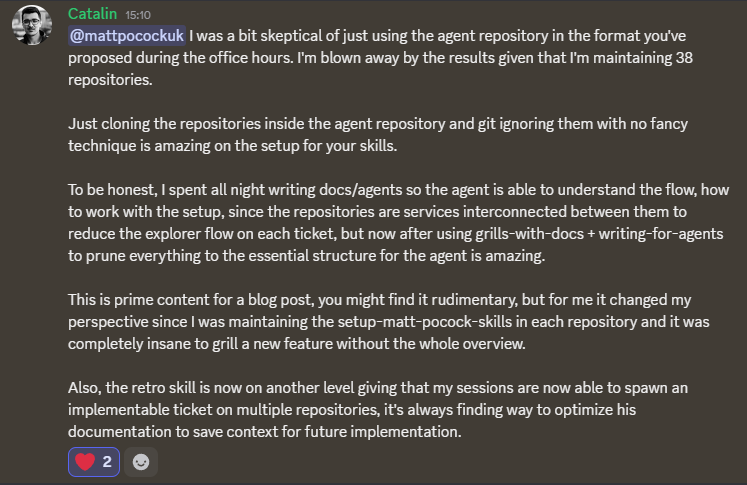 Catalin 15:10
@mattpocockuk I was a bit skeptical of just using the agent repository in the format you've
proposed during the office hours. I'm blown away by the results given that I'm maintaining 38
repositories.
Just cloning the repositories inside the agent repository and git ignoring them with no fancy
technique is amazing on the setup for your skills.
To be honest, I spent all night writing docs/agents so the agent is able to understand the flow, how
to work with the setup, since the repositories are services interconnected between them to
reduce the explorer flow on each ticket, but now after using grills-with-docs + writing-for-agents
to prune everything to the essential structure for the agent is amazing.
This is prime content for a blog post, you might find it rudimentary, but for me it changed my
perspective since I was maintaining the setup-matt-pocock-skills in each repository and it was
completely insane to grill a new feature without the whole overview.
Also, the retro skill is now on another level giving that my sessions are now able to spawn an
implementable ticket on multiple repositories, it's always finding way to optimize his
documentation to save context for future implementation.
2